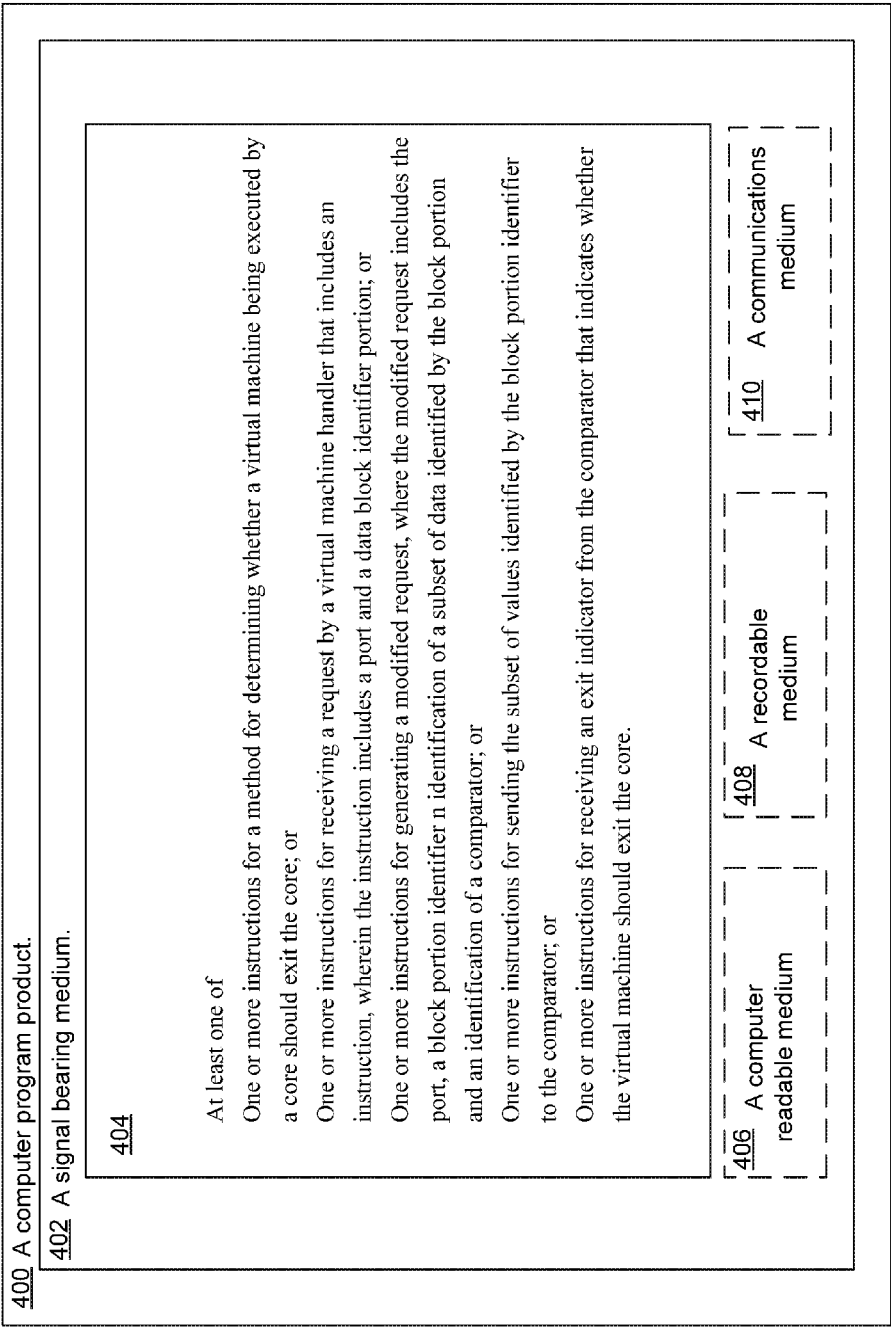 400 A computer program product.
402 A signal bearing medium.
404
At least one of
One or more instructions for a method for determining whether a virtual machine being executed by
a core should exit the core; or
One or more instructions for receiving a request by a virtual machine handler that includes an
instruction, wherein the instruction includes a port and a data block identifier portion; or
One or more instructions for generating a modified request, where the modified request includes the
port, a block portion identifier n identification of a subset of data identified by the block portion
and an identification of a comparator; or
One or more instructions for sending the subset of values identified by the block portion identifier
to the comparator; or
One or more instructions for receiving an exit indicator from the comparator that indicates whether
the virtual machine should exit the core.
406 A computer
readable medium
408 A recordable
medium
410 A communications
medium